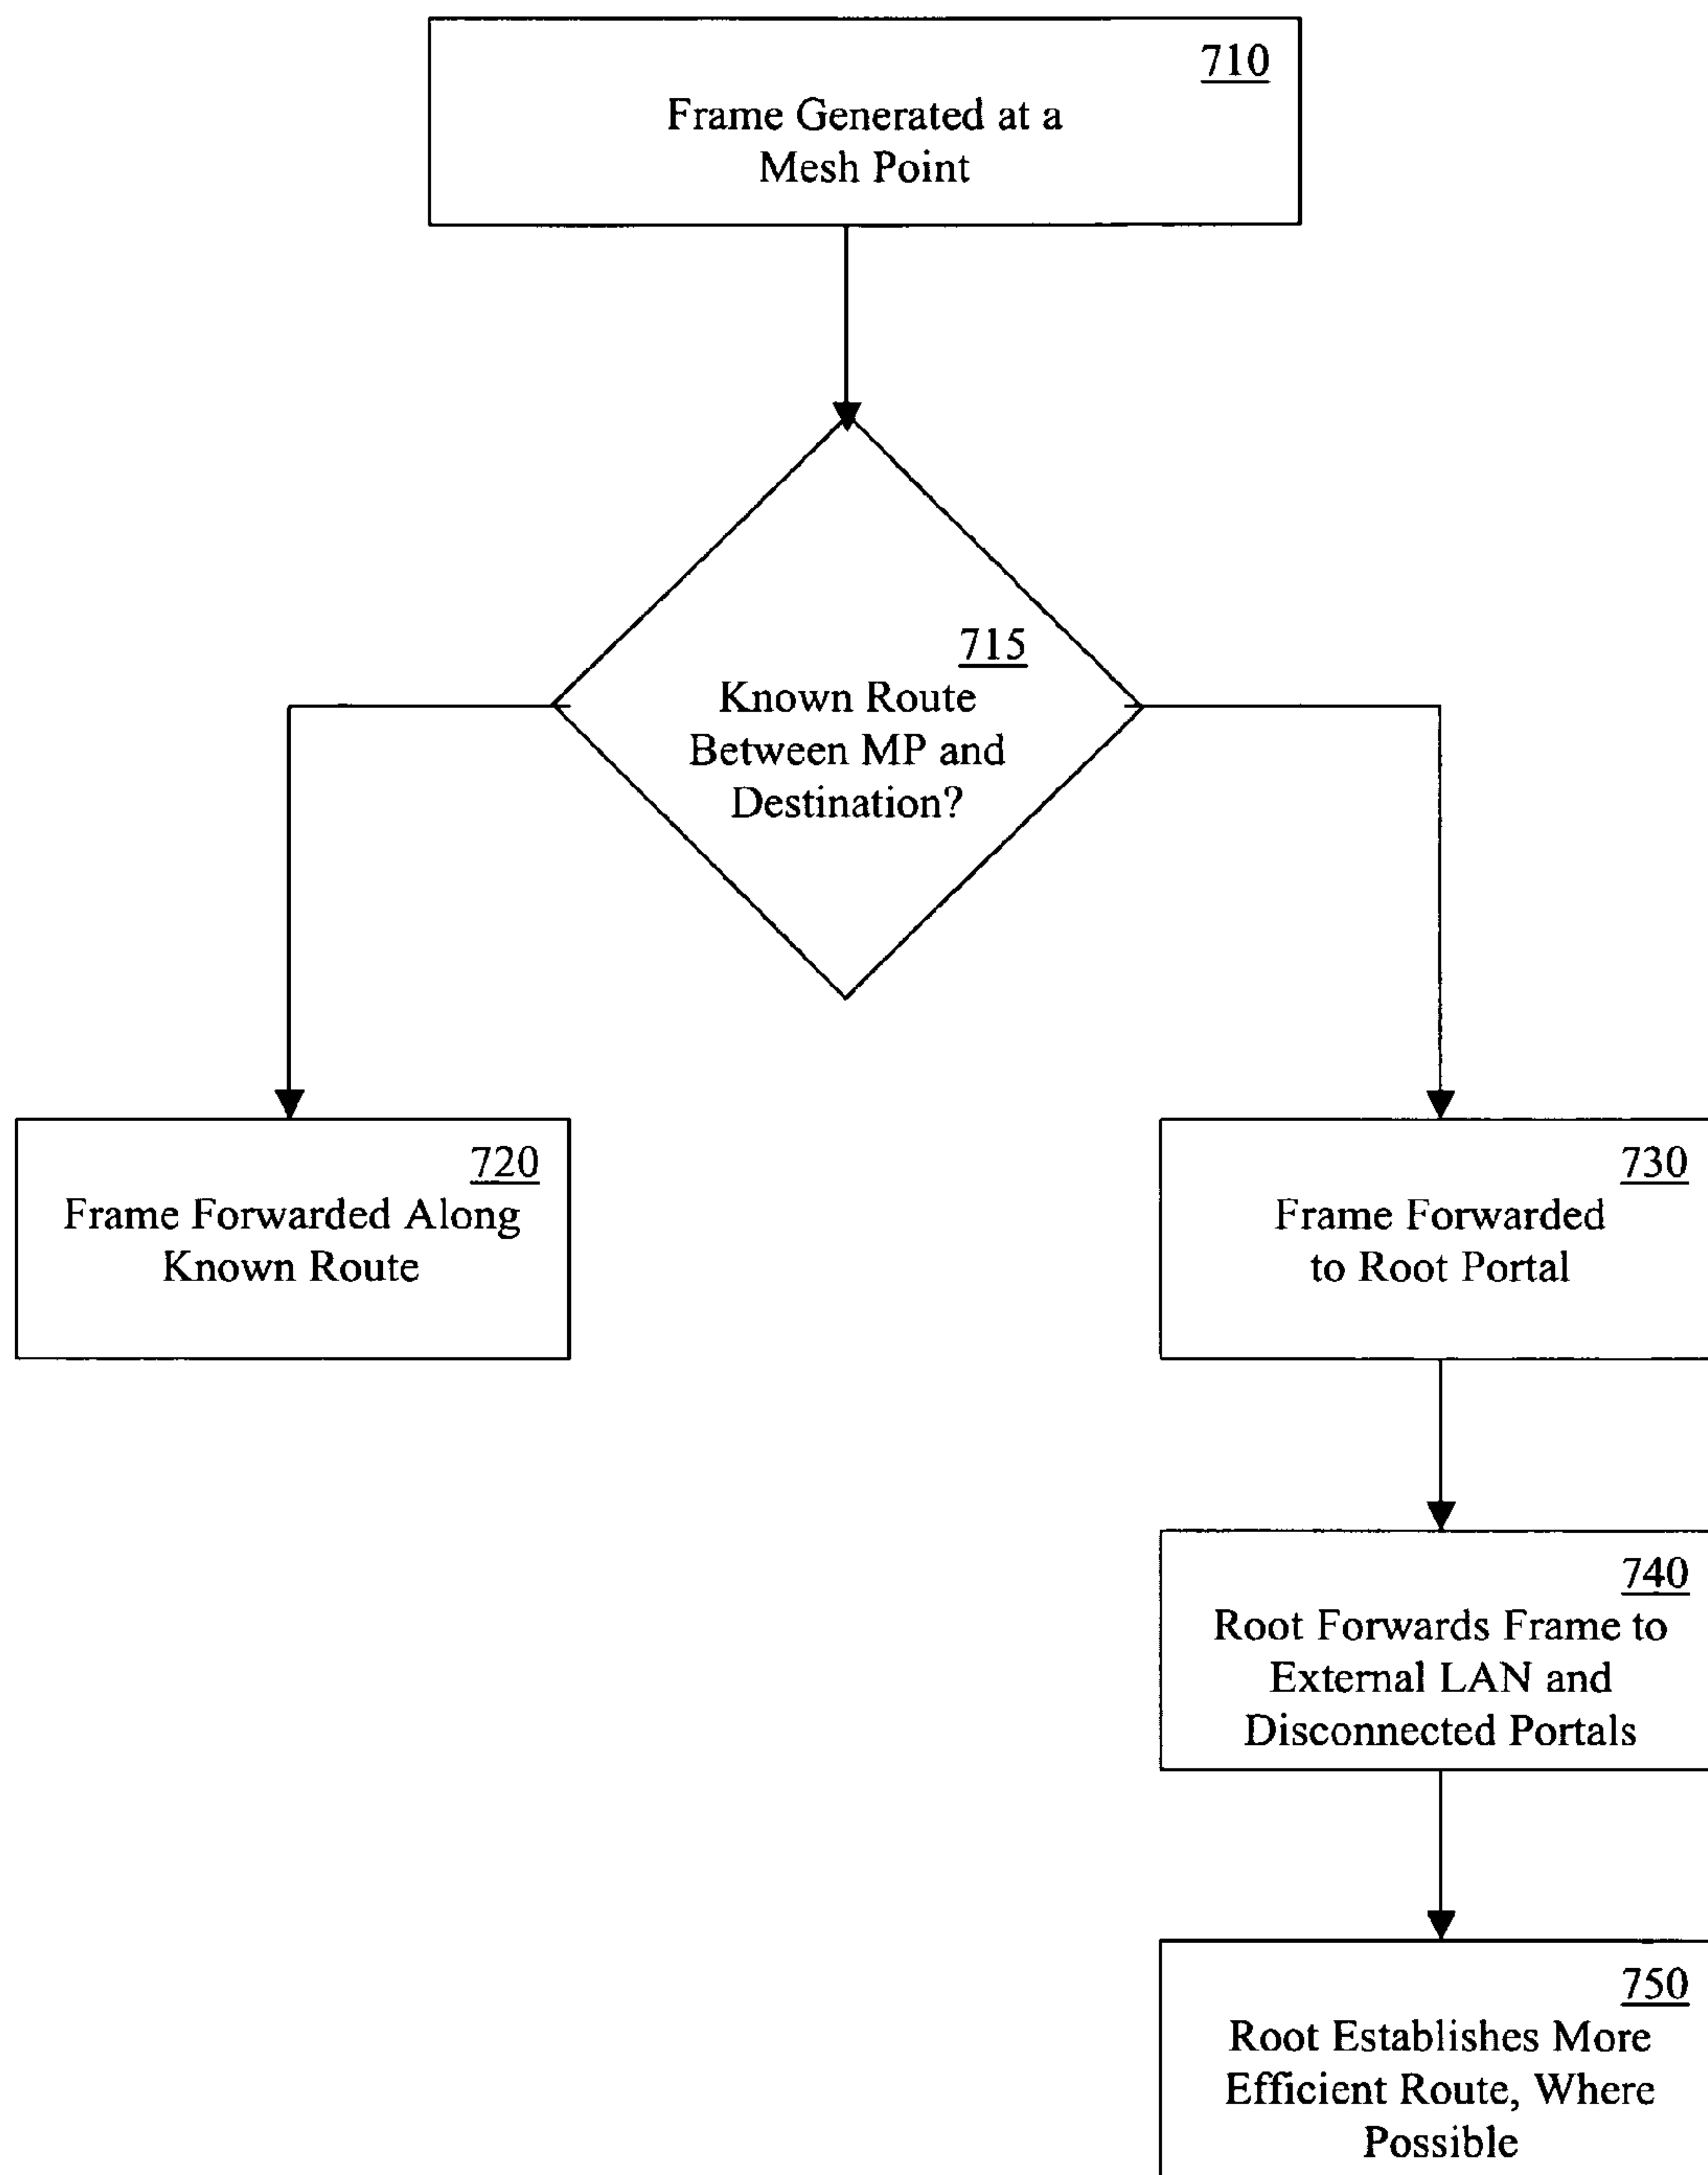 710
Frame Generated at a
Mesh Point
715
Known Route
Between MP and
Destination?
720
Frame Forwarded Along
Known Route
730
Frame Forwarded
to Root Portal
740
Root Forwards Frame to
External LAN and
Disconnected Portals
750
Root Establishes More
Efficient Route, Where
Possible